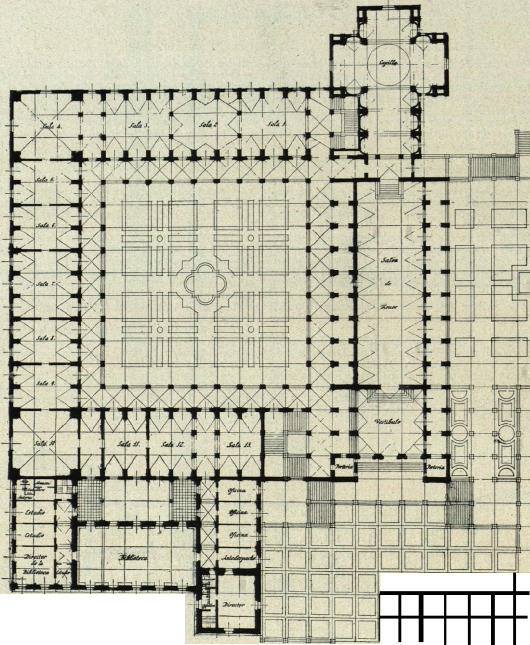 Capilla
Sala 4.
Sala 3.
Sala 2
Sala 1.
Sala 5.
Sala 6.
Sala 7.
Sala 8.
Sala 9.
Sala 10
Sala 11.
Sala 12.
Sala 13.
Salon
de
Honor
Vestibulo
Porteria
Porteria
Estudio
Estudio
Director
de la
Biblioteca
Biblioteca
Oficina
Oficina
Oficina
Antedespacho
Director